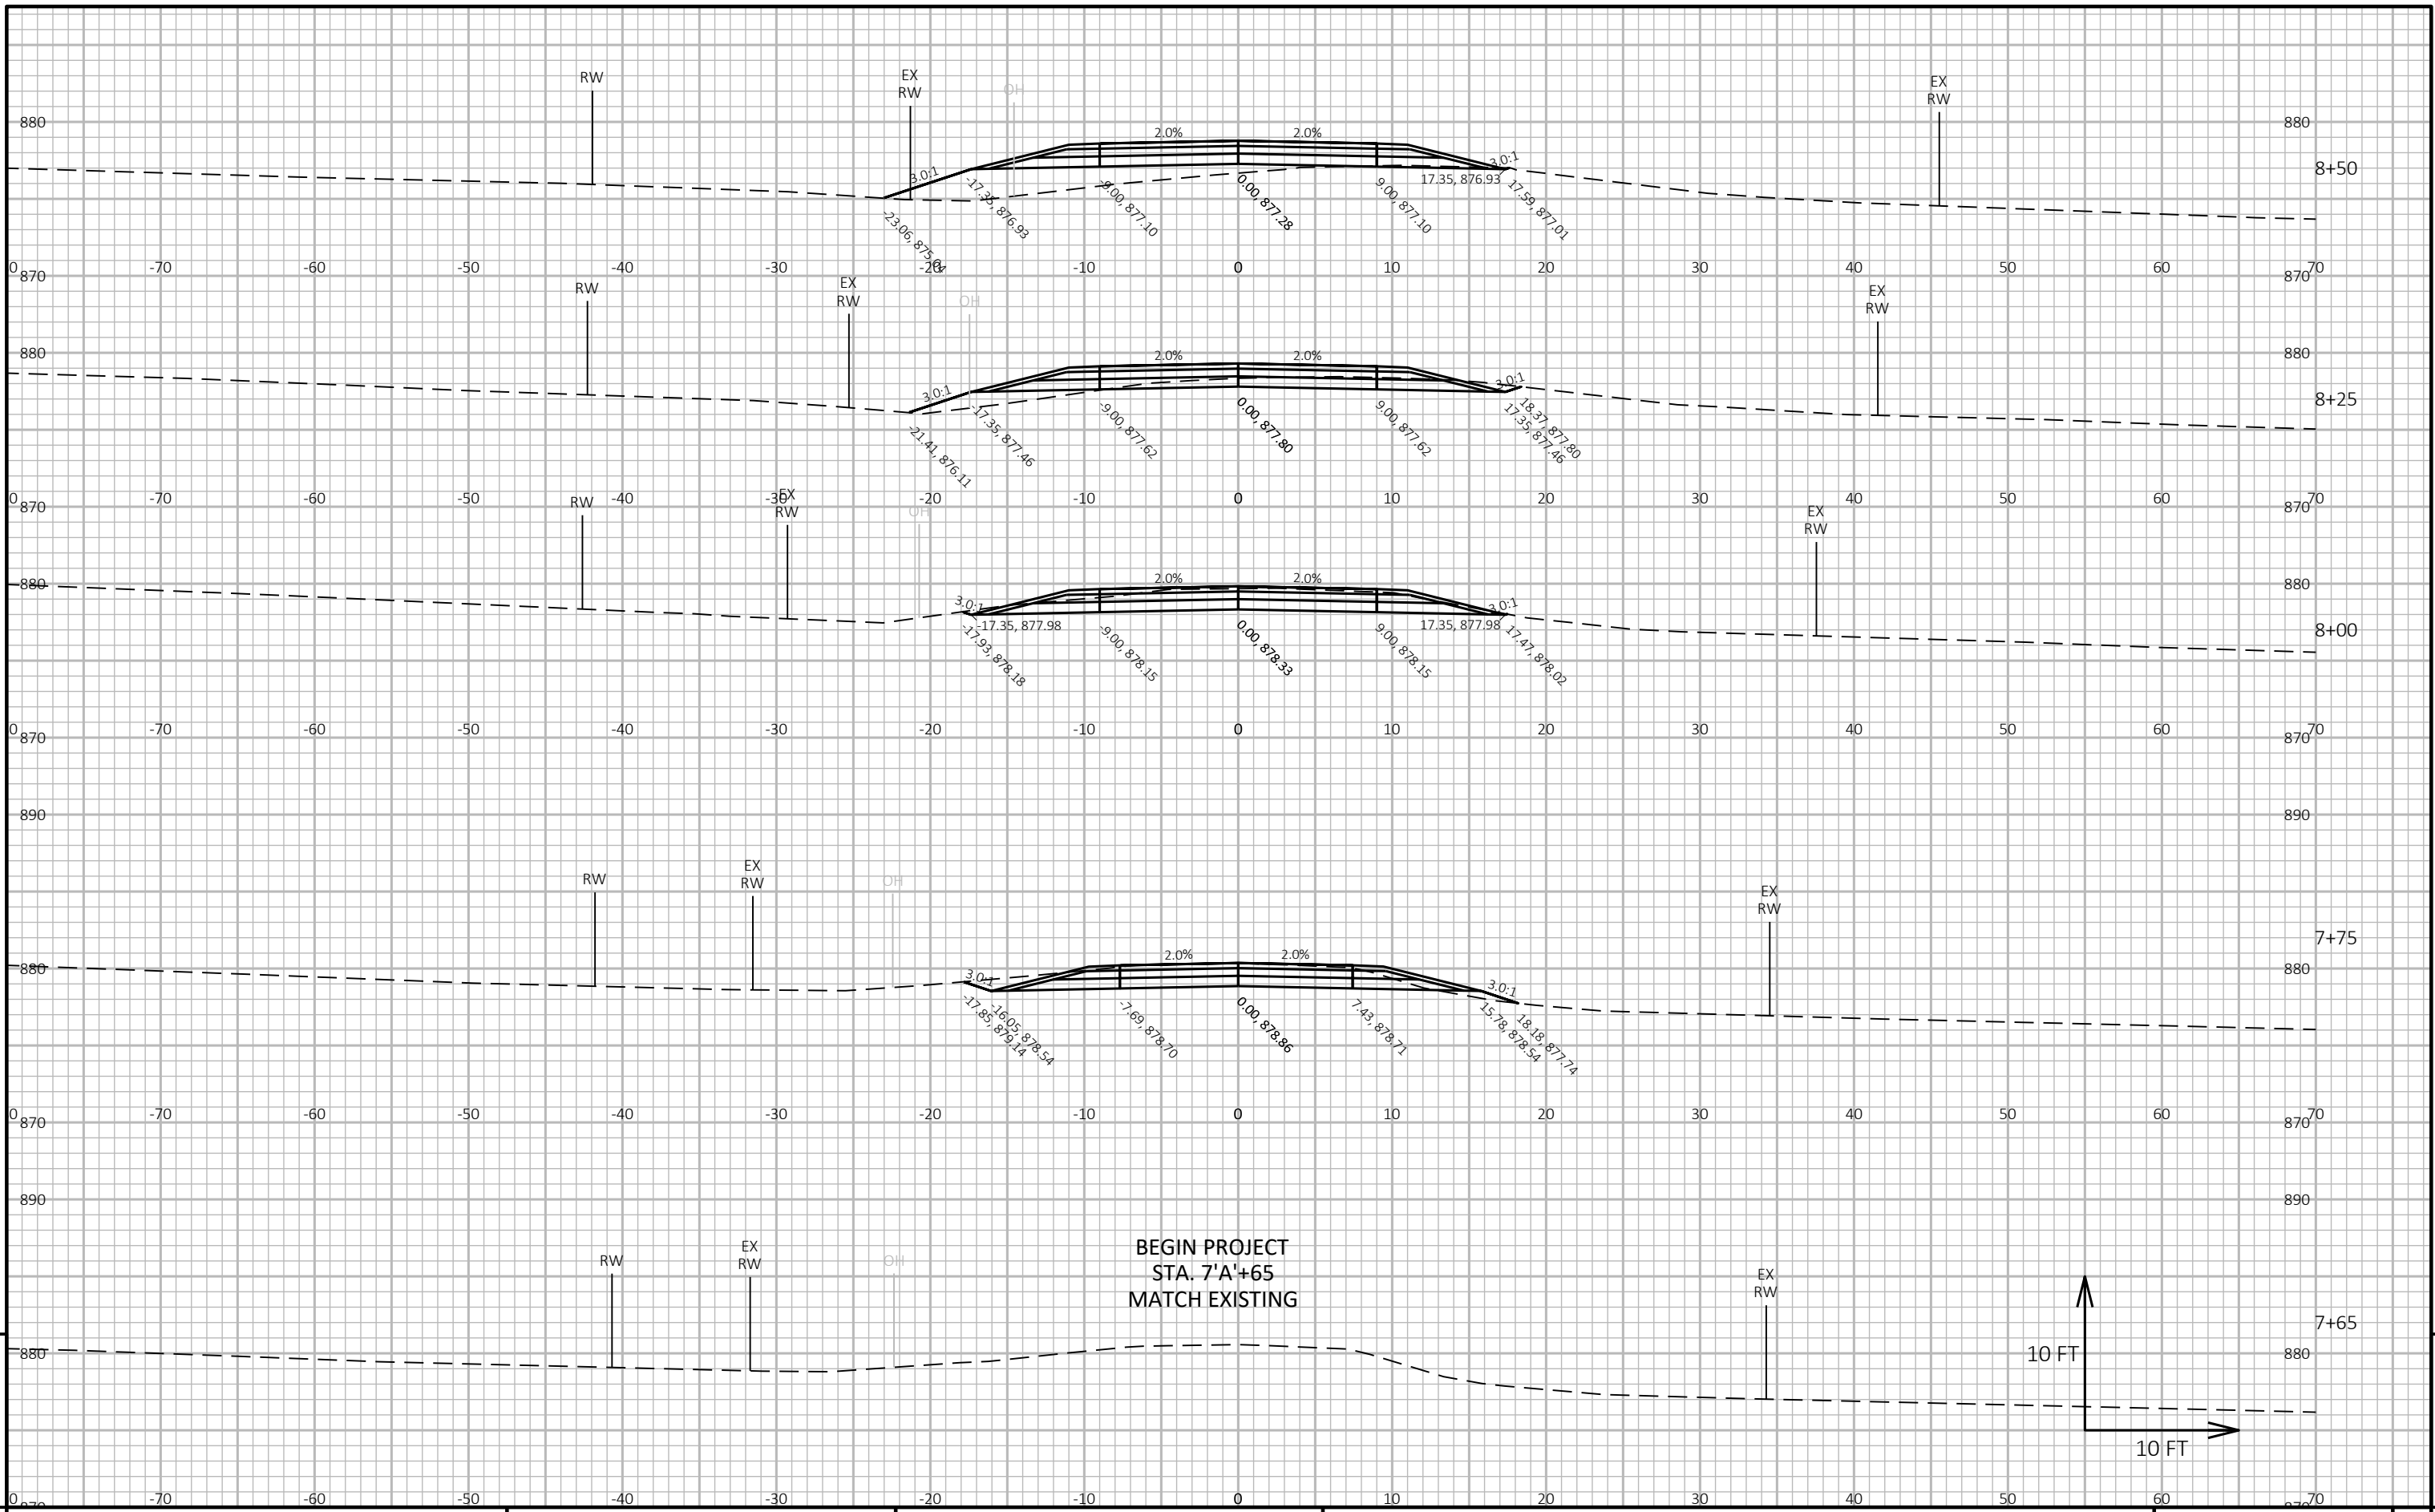 RW
EX
RW
OH
EX
RW
880
2.0%
2.0%
880
3.0:1
3.0:1
8+50
-23.06, 875.04
-17.35, 876.93
-9.00, 877.10
0.00, 877.28
9.00, 877.10
17.35, 876.93
17.59, 877.01
0 870 -70 -60 -50 -40 -30 -20 -10 0 10 20 30 40 50 60 870 70
RW
EX
RW
OH
EX
RW
880
2.0%
2.0%
880
3.0:1
3.0:1
8+25
-21.41, 876.11
-17.35, 877.46
-9.00, 877.62
0.00, 877.80
9.00, 877.62
17.35, 877.46
18.37, 877.80
0 870 -70 -60 -50 -40 -30 -20 -10 0 10 20 30 40 50 60 870 70
RW
EX
RW
OH
EX
RW
880
2.0%
2.0%
880
3.0:1
3.0:1
8+00
-17.93, 878.18
-17.35, 877.98
-9.00, 878.15
0.00, 878.33
9.00, 878.15
17.35, 877.98
17.47, 878.02
0 870 -70 -60 -50 -40 -30 -20 -10 0 10 20 30 40 50 60 870 70
890
890
RW
EX
RW
OH
EX
RW
7+75
880
2.0%
2.0%
880
3.0:1
3.0:1
-17.85, 879.14
-16.05, 878.54
-7.69, 878.70
0.00, 878.86
7.43, 878.71
15.78, 878.54
18.18, 877.74
0 870 -70 -60 -50 -40 -30 -20 -10 0 10 20 30 40 50 60 870 70
890
890
RW
EX
RW
OH
BEGIN PROJECT
STA. 7'A'+65
MATCH EXISTING
EX
RW
7+65
880
10 FT
880
10 FT
0 870 -70 -60 -50 -40 -30 -20 -10 0 10 20 30 40 50 60 870 70